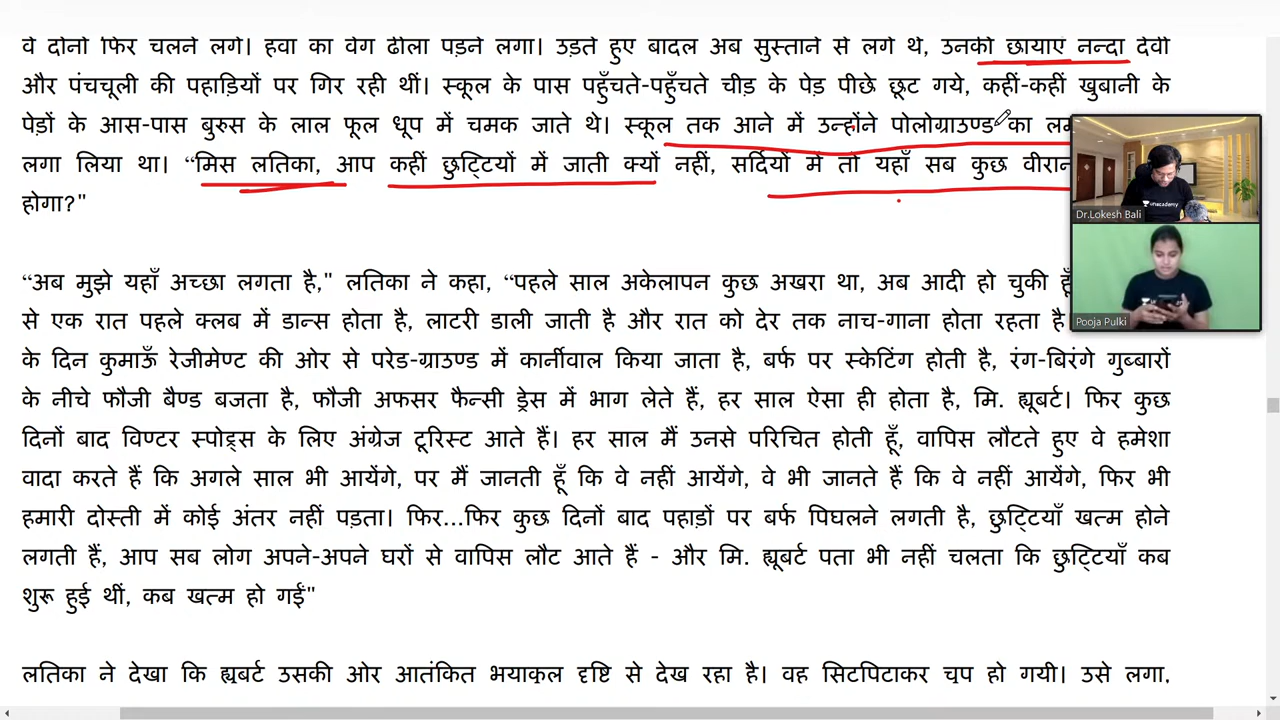 वे दोनों फिर चलने लगे। हवा का वेग ढीला पड़ने लगा। उड़ते हुए बादल अब सुस्ताने से लगे थे, उनकी छायाएं नन्दा देवी
और पंचचूली की पहाड़ियों पर गिर रही थीं। स्कूल के पास पहुँचते-पहुँचते चीड़ के पेड़ पीछे छूट गये, कहीं-कहीं खुबानी के
पेड़ों के आस-पास बुरुस के लाल फूल धूप में चमक जाते थे। स्कूल तक आने में उन्होंने पोलोग्राउण्ड का
लगा लिया था। “मिस लतिका, आप कहीं छुट्टियों में जाती क्यों नहीं, सर्दियों में तो यहाँ सब कुछ वीरान
होगा?"
Dr.Lokesh Bali
unacademy
“अब मुझे यहाँ अच्छा लगता है," लतिका ने कहा, “पहले साल अकेलापन कुछ अखरा था, अब आदी हो चुकी हूँ
से एक रात पहले क्लब में डान्स होता है, लाटरी डाली जाती है और रात को देर तक नाच-गाना होता रहता है
Pooja Pulki
के दिन कुमाऊँ रेजीमेण्ट की ओर से परेड-ग्राउण्ड में कार्नीवाल किया जाता है, बर्फ पर स्केटिंग होती है, रंग-बिरंगे गुब्बारों
के नीचे फौजी बैण्ड बजता है, फौजी अफसर फैन्सी ड्रेस में भाग लेते हैं, हर साल ऐसा ही होता है, मि. ह्यूबर्ट। फिर कुछ
दिनों बाद विण्टर स्पोट्र्स के लिए अंग्रेज टूरिस्ट आते हैं। हर साल मैं उनसे परिचित होती हूँ, वापिस लौटते हुए वे हमेशा
वादा करते हैं कि अगले साल भी आयेंगे, पर मैं जानती हूँ कि वे नहीं आयेंगे, वे भी जानते हैं कि वे नहीं आयेंगे, फिर भी
हमारी दोस्ती में कोई अंतर नहीं पड़ता। फिर...फिर कुछ दिनों बाद पहाड़ों पर बर्फ पिघलने लगती है, छुट्टियाँ खत्म होने
लगती हैं, आप सब लोग अपने-अपने घरों से वापिस लौट आते हैं - और मि. ह्यूबर्ट पता भी नहीं चलता कि छुट्टियाँ कब
शुरू हुई थीं, कब खत्म हो गईं"
लतिका ने देखा कि ह्यूबर्ट उसकी ओर आतंकित भयाकुल दृष्टि से देख रहा है। वह सिटपिटाकर चुप हो गयी। उसे लगा,